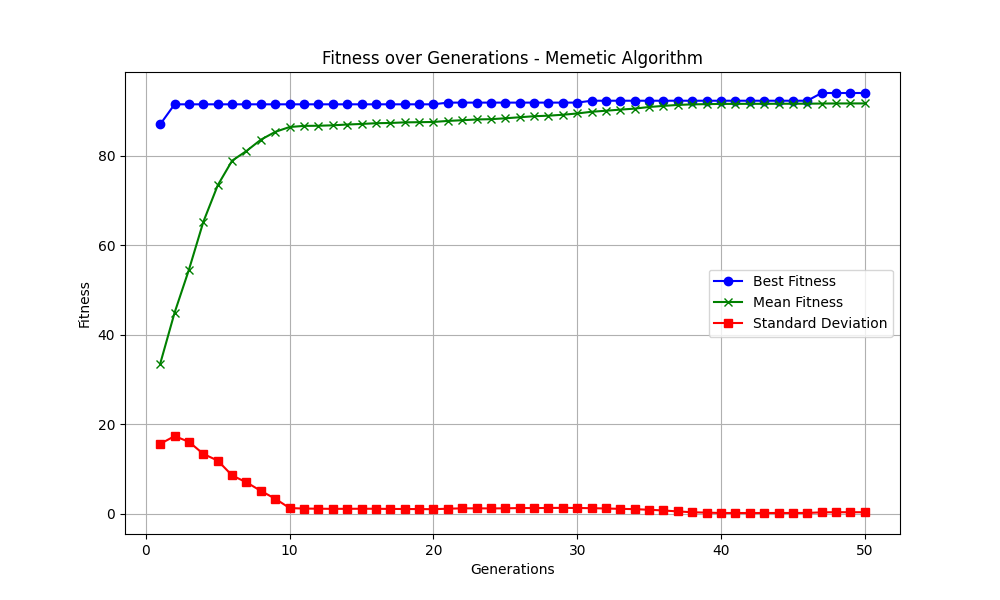 Fitness over Generations - Memetic Algorithm
Fitness
80
60
40
20
0
Best Fitness
Mean Fitness
Standard Deviation
0 10 20 30 40 50
Generations